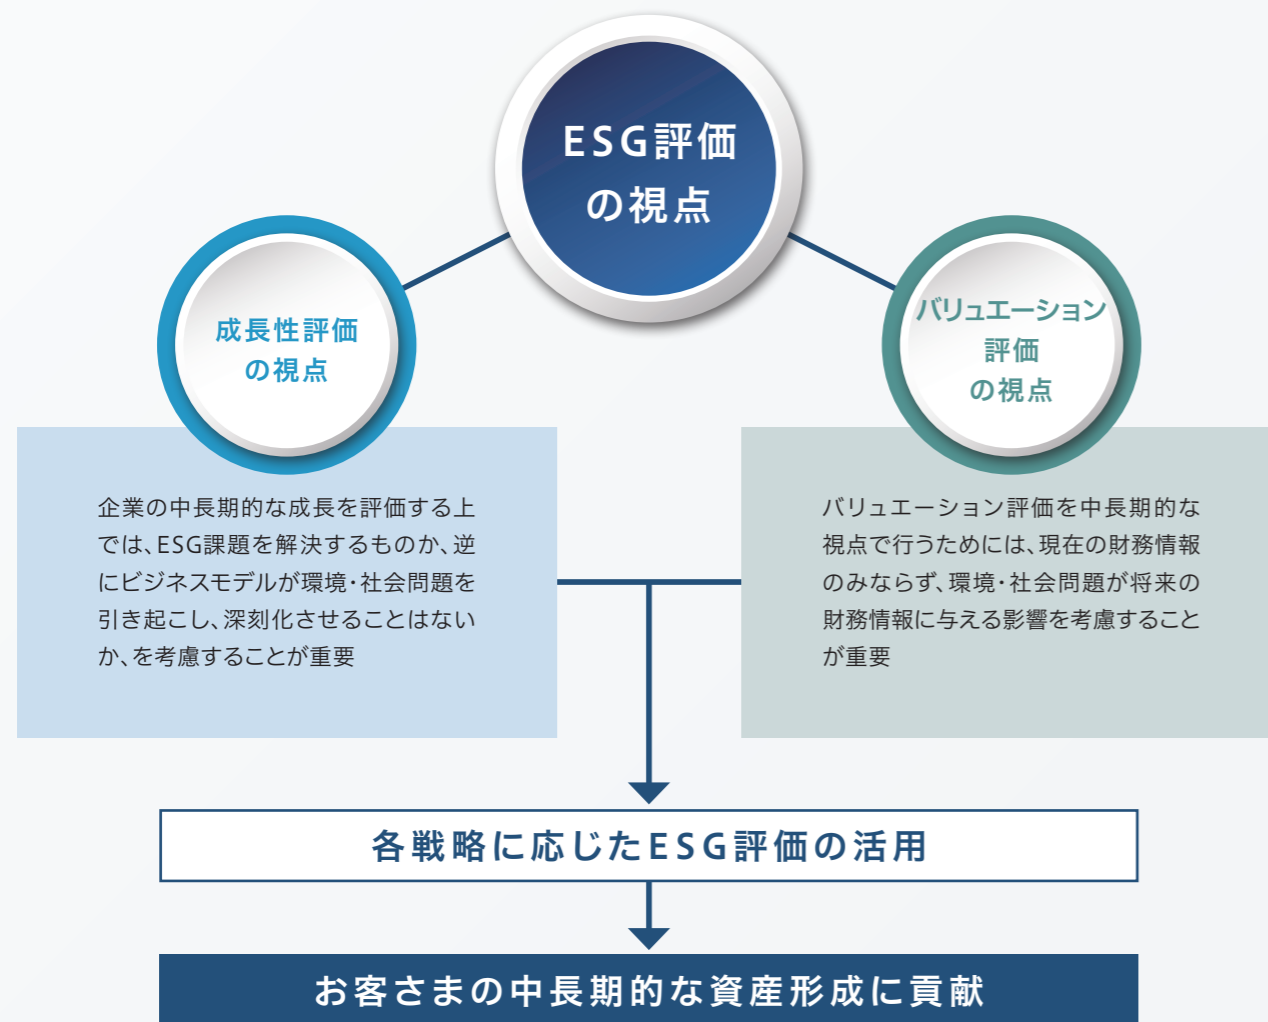 ESG評価
の視点
成長性評価
の視点
バリュエーション
評価
の視点
企業の中長期的な成長を評価する上
では、ESG課題を解決するものか、逆
にビジネスモデルが環境・社会問題を
引き起こし、深刻化させることはない
か、を考慮することが重要
バリュエーション評価を中長期的な
視点で行うためには、現在の財務情報
のみならず、環境・社会問題が将来の
財務情報に与える影響を考慮すること
が重要
各戦略に応じたESG評価の活用
お客さまの中長期的な資産形成に貢献